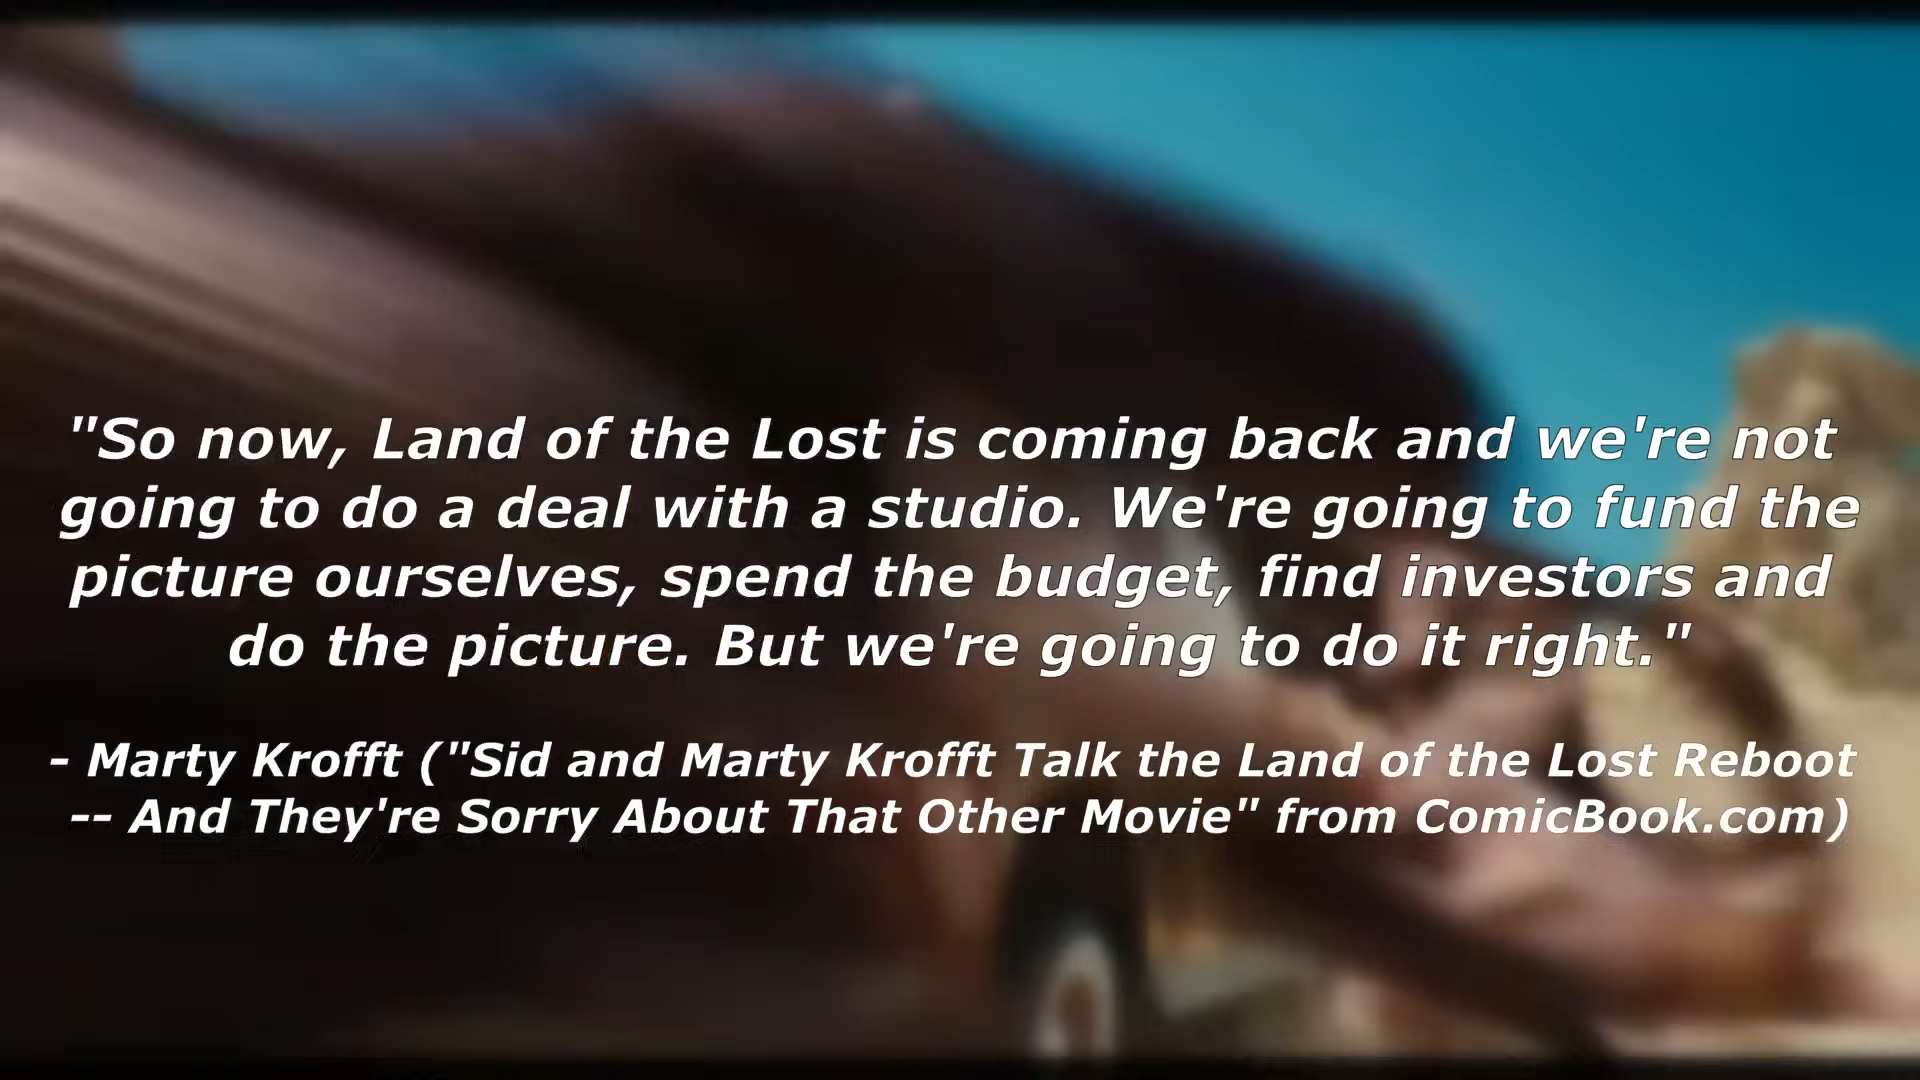 "So now, Land of the Lost is coming back and we're not
going to do a deal with a studio. We're going to fund the
picture ourselves, spend the budget, find investors and
do the picture. But we're going to do it right."
- Marty Krofft ("Sid and Marty Krofft Talk the Land of the Lost Reboot
-- And They're Sorry About That Other Movie" from ComicBook.com)